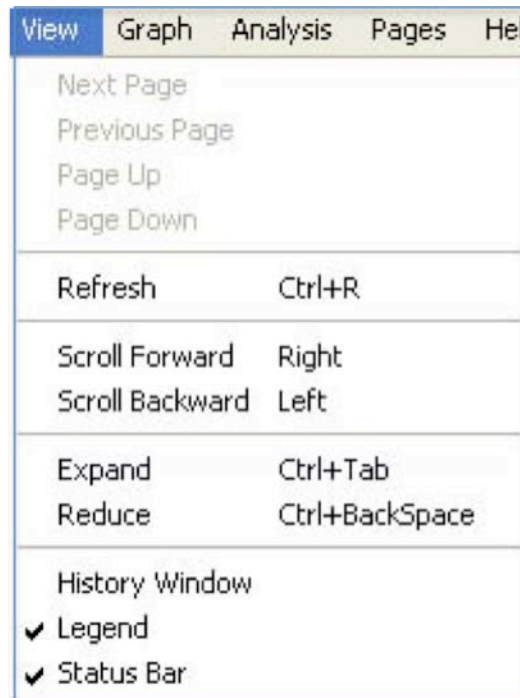 View Graph Analysis Pages Hel
Next Page
Previous Page
Page Up
Page Down
Refresh Ctrl+R
Scroll Forward Right
Scroll Backward Left
Expand Ctrl+Tab
Reduce Ctrl+BackSpace
History Window
✔ Legend
✔ Status Bar